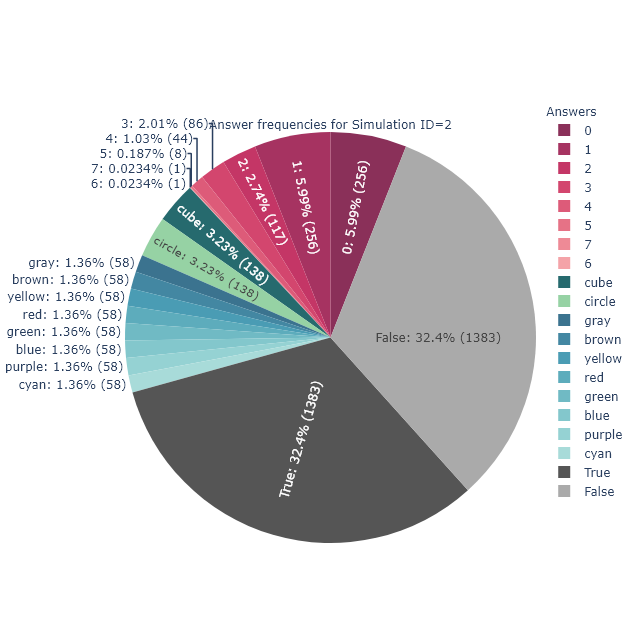 Answer frequencies for Simulation ID=2
3: 2.01% (86)
4: 1.03% (44)
5: 0.187% (8)
7: 0.0234% (1)
6: 0.0234% (1)
2: 2.74% (117)
1: 5.99% (256)
0: 5.99% (256)
cube: 3.23% (138)
circle: 3.23% (138)
gray: 1.36% (58)
brown: 1.36% (58)
yellow: 1.36% (58)
red: 1.36% (58)
green: 1.36% (58)
blue: 1.36% (58)
purple: 1.36% (58)
cyan: 1.36% (58)
True: 32.4% (1383)
False: 32.4% (1383)
Answers
0
1
2
3
4
5
7
6
cube
circle
gray
brown
yellow
red
green
blue
purple
cyan
True
False